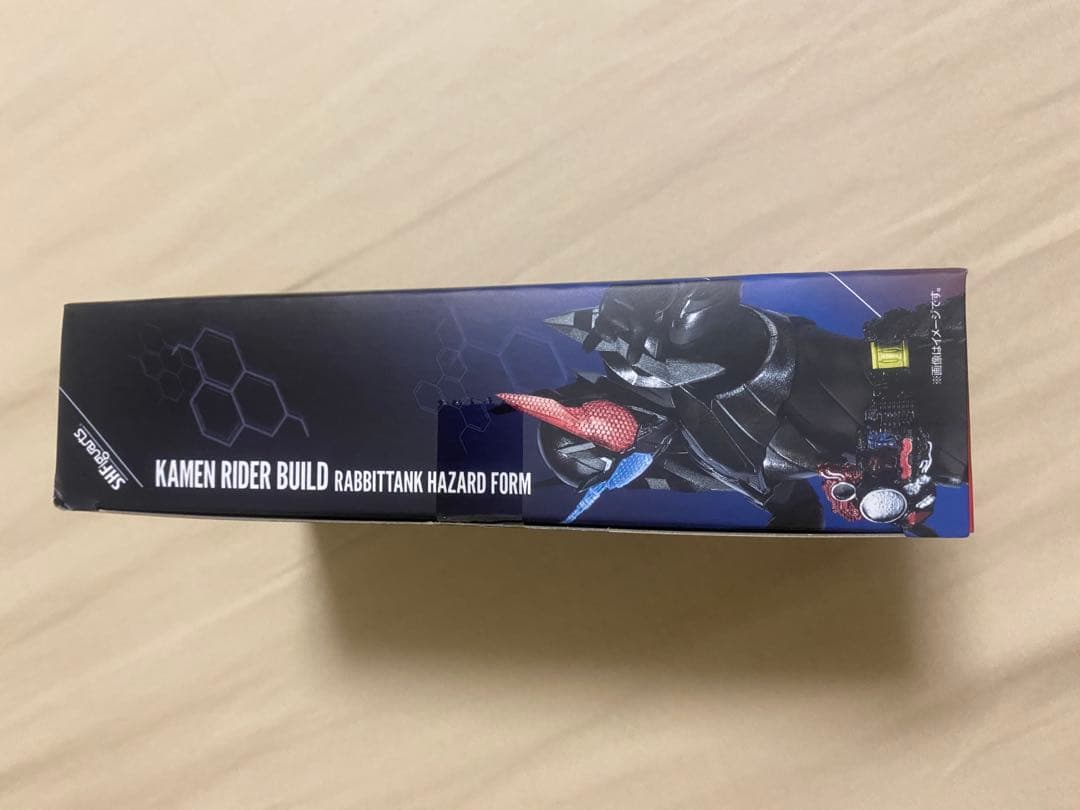 S.H.Figuarts
KAMEN RIDER BUILD RABBITTANK HAZARD FORM
※画像はイメージです。